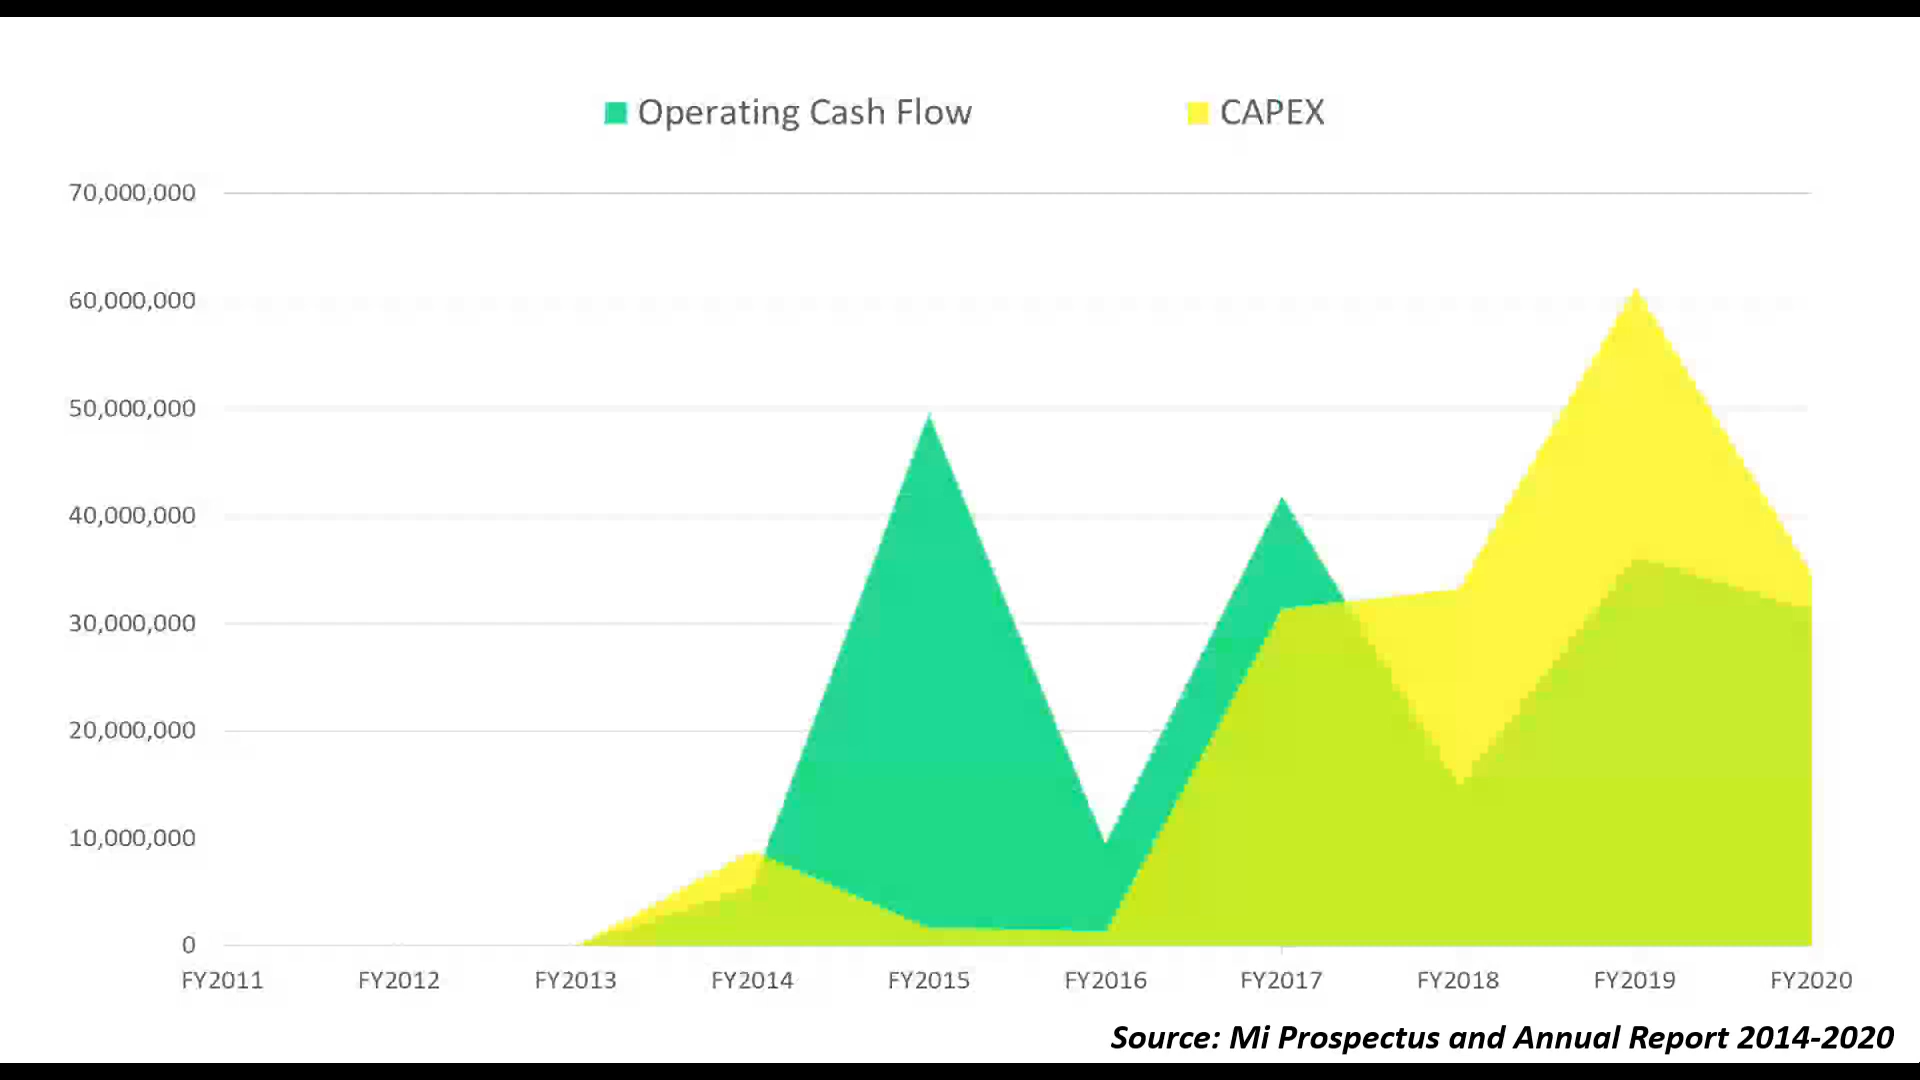 Operating Cash Flow CAPEX
70,000,000
60,000,000
50,000,000
40,000,000
30,000,000
20,000,000
10,000,000
0
FY2011 FY2012 FY2013 FY2014 FY2015 FY2016 FY2017 FY2018 FY2019 FY2020
Source: Mi Prospectus and Annual Report 2014-2020